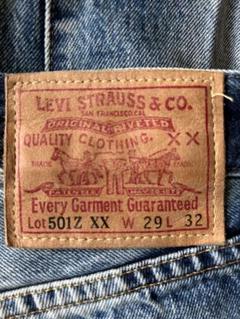 LEVI STRAUSS & CO.
SAN FRANCISCO, CAL.
ORIGINAL RIVETED
QUALITY CLOTHING. XX
TRADE MARK
PATENTED
Every Garment Guaranteed
Lot 501Z XX W 29 L 32